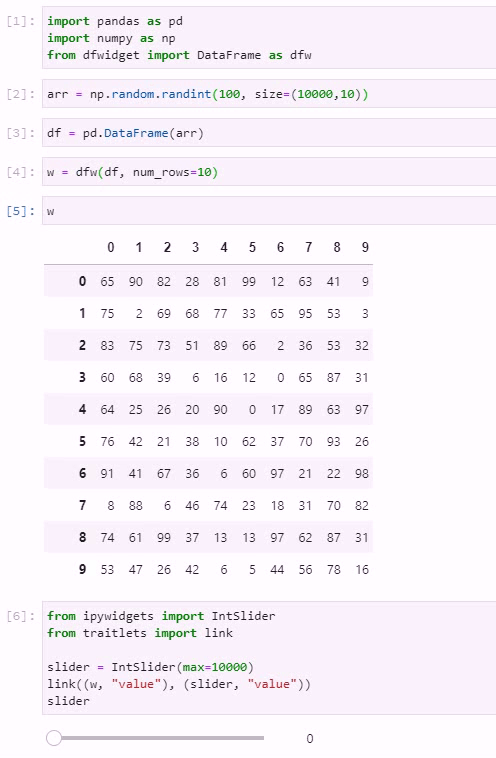 [1]: import pandas as pd
import numpy as np
from dfwidget import DataFrame as dfw
[2]: arr = np.random.randint(100, size=(10000,10))
[3]: df = pd.DataFrame(arr)
[4]: w = dfw(df, num_rows=10)
[5]: w
0 1 2 3 4 5 6 7 8 9
0 65 90 82 28 81 99 12 63 41 9
1 75 2 69 68 77 33 65 95 53 3
2 83 75 73 51 89 66 2 36 53 32
3 60 68 39 6 16 12 0 65 87 31
4 64 25 26 20 90 0 17 89 63 97
5 76 42 21 38 10 62 37 70 93 26
6 91 41 67 36 6 60 97 21 22 98
7 8 88 6 46 74 23 18 31 70 82
8 74 61 99 37 13 13 97 62 87 31
9 53 47 26 42 6 5 44 56 78 16
[6]: from ipywidgets import IntSlider
from traitlets import link
slider = IntSlider(max=10000)
link((w, "value"), (slider, "value"))
slider
0